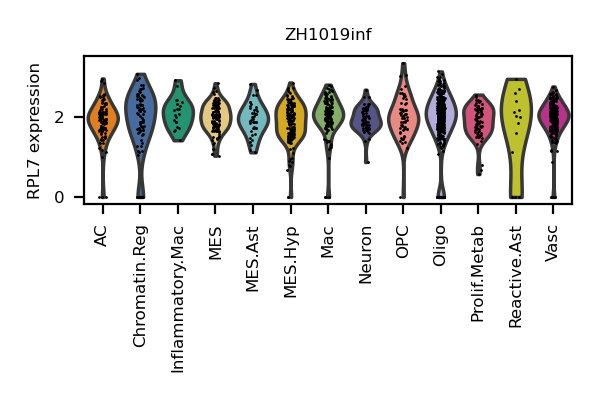 ZH1019inf
RPL7 expression
2
0
AC
Chromatin.Reg
Inflammatory.Mac
MES
MES.Ast
MES.Hyp
Mac
Neuron
OPC
Oligo
Prolif.Metab
Reactive.Ast
Vasc